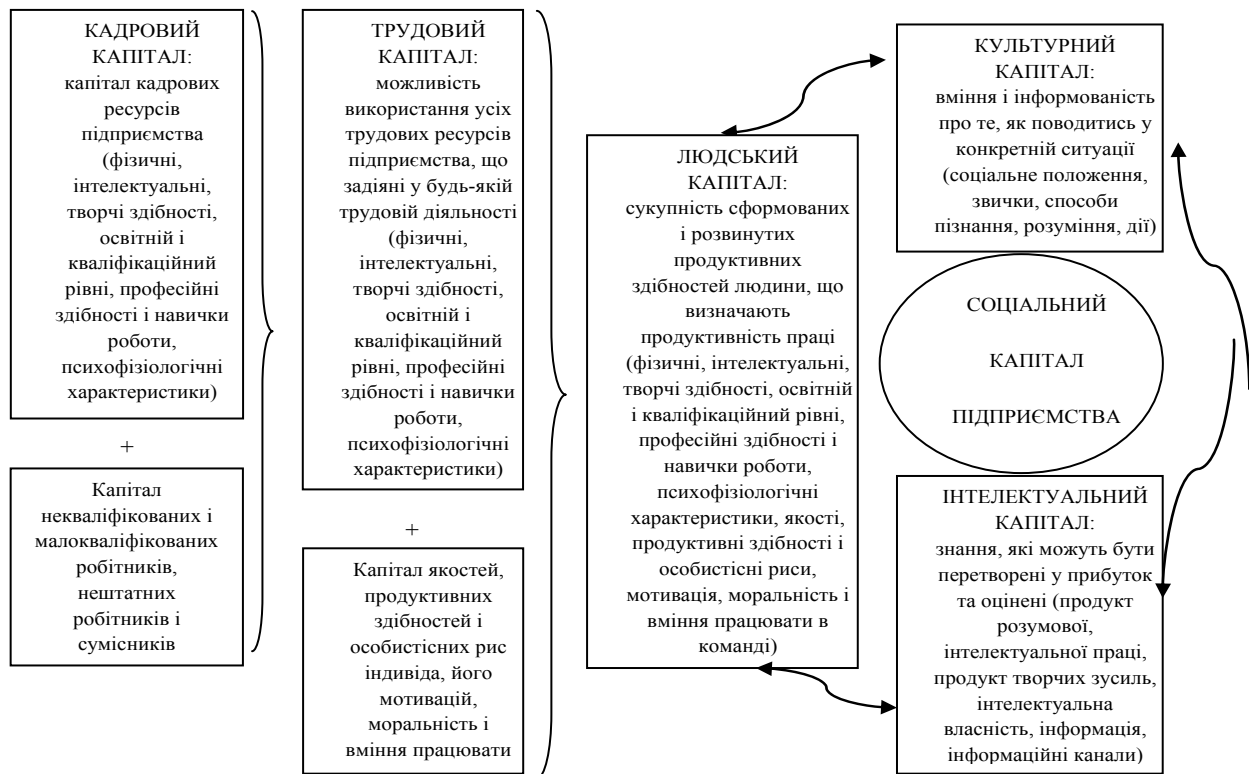 КАДРОВИЙ
КАПІТАЛ:
капітал кадрових
ресурсів
підприємства
(фізичні,
інтелектуальні,
творчі здібності,
освітній і
кваліфікаційний
рівні, професійні
здібності і навички
роботи,
психофізіологічні
характеристики)
+
Капітал
некваліфікованих і
малокваліфікованих
робітників,
нештатних
робітників і
сумісників
ТРУДОВИЙ
КАПІТАЛ:
можливість
використання усіх
трудових ресурсів
підприємства, що
задіяні у будь-якій
трудовій діяльності
(фізичні,
інтелектуальні,
творчі здібності,
освітній і
кваліфікаційний
рівні, професійні
здібності і навички
роботи,
психофізіологічні
характеристики)
+
Капітал якостей,
продуктивних
здібностей і
особистісних рис
індивіда, його
мотивацій,
моральність і
вміння працювати
ЛЮДСЬКИЙ
КАПІТАЛ:
сукупність сформованих
і розвинутих
продуктивних
здібностей людини, що
визначають
продуктивність праці
(фізичні, інтелектуальні,
творчі здібності, освітній
і кваліфікаційний рівні,
професійні здібності і
навички роботи,
психофізіологічні
характеристики, якості,
продуктивні здібності і
особистісні риси,
мотивація, моральність і
вміння працювати в
команді)
КУЛЬТУРНИЙ
КАПІТАЛ:
вміння і інформованість
про те, як поводитись у
конкретній ситуації
(соціальне положення,
звички, способи
пізнання, розуміння, дії)
СОЦІАЛЬНИЙ
КАПІТАЛ
ПІДПРИЄМСТВА
ІНТЕЛЕКТУАЛЬНИЙ
КАПІТАЛ:
знання, які можуть бути
перетворені у прибуток
та оцінені (продукт
розумової,
інтелектуальної праці,
продукт творчих зусиль,
інтелектуальна
власність, інформація,
інформаційні канали)